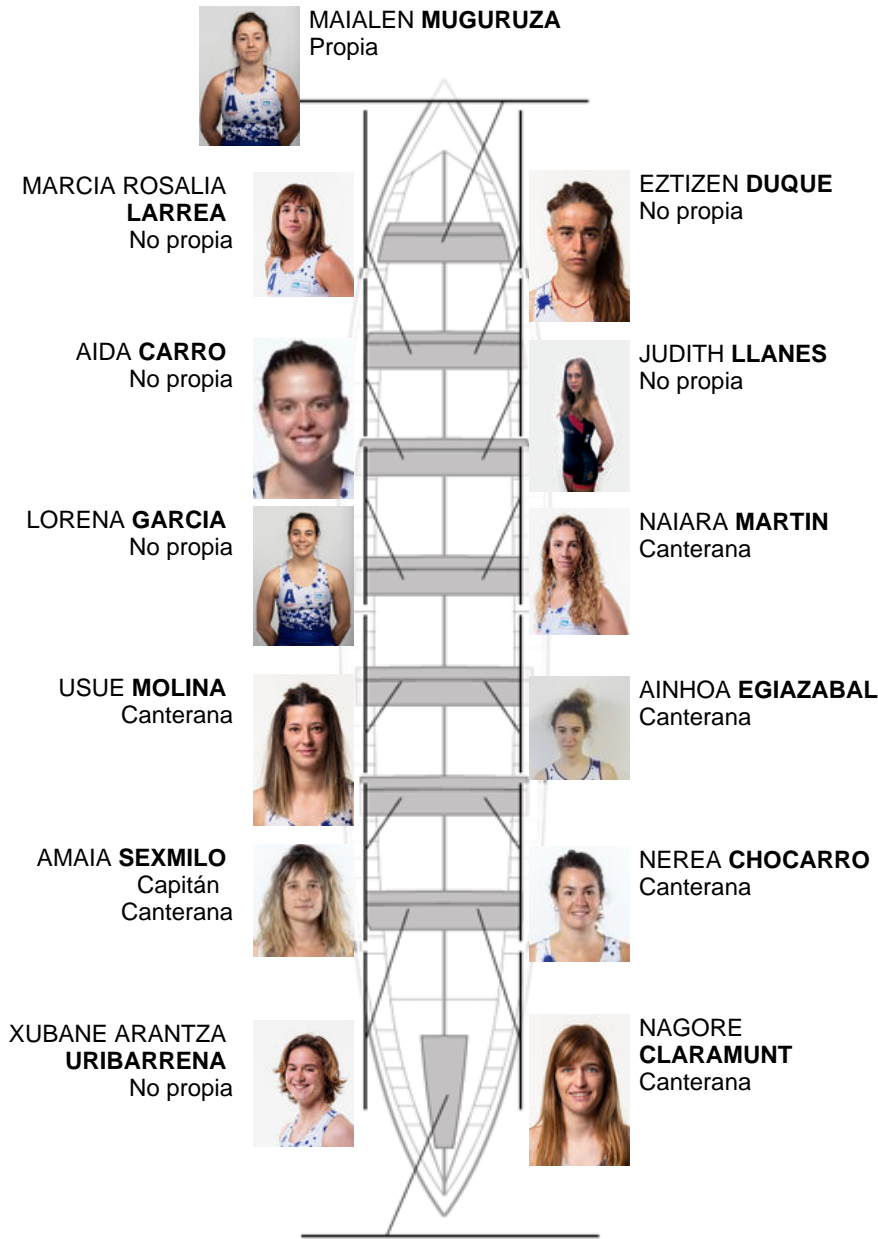 MAIALEN MUGURUZA
Propia
MARCIA ROSALIA
LARREA
No propia
EZTIZEN DUQUE
No propia
AIDA CARRO
No propia
JUDITH LLANES
No propia
LORENA GARCIA
No propia
NAIARA MARTIN
Canterana
USUE MOLINA
Canterana
AINHOA EGIAZABAL
Canterana
AMAIA SEXMILO
Capitán
Canterana
NEREA CHOCARRO
Canterana
XUBANE ARANTZA
URIBARRENA
No propia
NAGORE
CLARAMUNT
Canterana